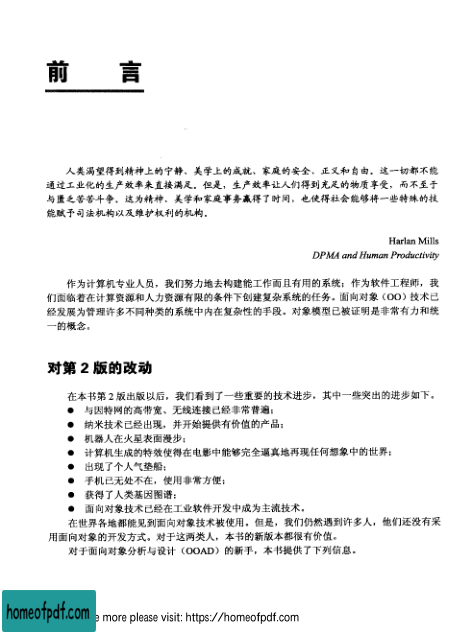 前 言
人类渴望得到精神上的宁静、美学上的成就、家庭的安全、正义和自由。这一切都不能
通过工业化的生产效率来直接满足。但是，生产效率让人们得到充足的物质享受，而不至于
与匮乏苦苦斗争。这为精神、美学和家庭事务赢得了时间，也使得社会能够将一些特殊的技
能赋予司法机构以及维护权利的机构。
Harlan Mills
DPMA and Human Productivity
作为计算机专业人员，我们努力地去构建能工作而且有用的系统；作为软件工程师，我
们面临着在计算资源和人力资源有限的条件下创建复杂系统的任务。面向对象（OO）技术已
经发展为管理许多不同种类的系统中内在复杂性的手段。对象模型已被证明是非常有力和统
一的概念。
对第 2 版的改动
在本书第 2 版出版以后，我们看到了一些重要的技术进步，其中一些突出的进步如下。
● 与因特网的高带宽、无线连接已经非常普遍；
● 纳米技术已经出现，并开始提供有价值的产品；
● 机器人在火星表面漫步；
● 计算机生成的特效使得在电影中能够完全逼真地再现任何想象中的世界；
● 出现了个人气垫船；
● 手机已无处不在，使用非常方便；
● 获得了人类基因图谱；
● 面向对象技术已经在工业软件开发中成为主流技术。
在世界各地都能见到面向对象技术被使用。但是，我们仍然遇到许多人，他们还没有采
用面向对象的开发方式。对于这两类人，本书的新版本都很有价值。
对于面向对象分析与设计（OOAD）的新手，本书提供了下列信息。
homeofpdf.com
e more please visit: https://homeofpdf.com